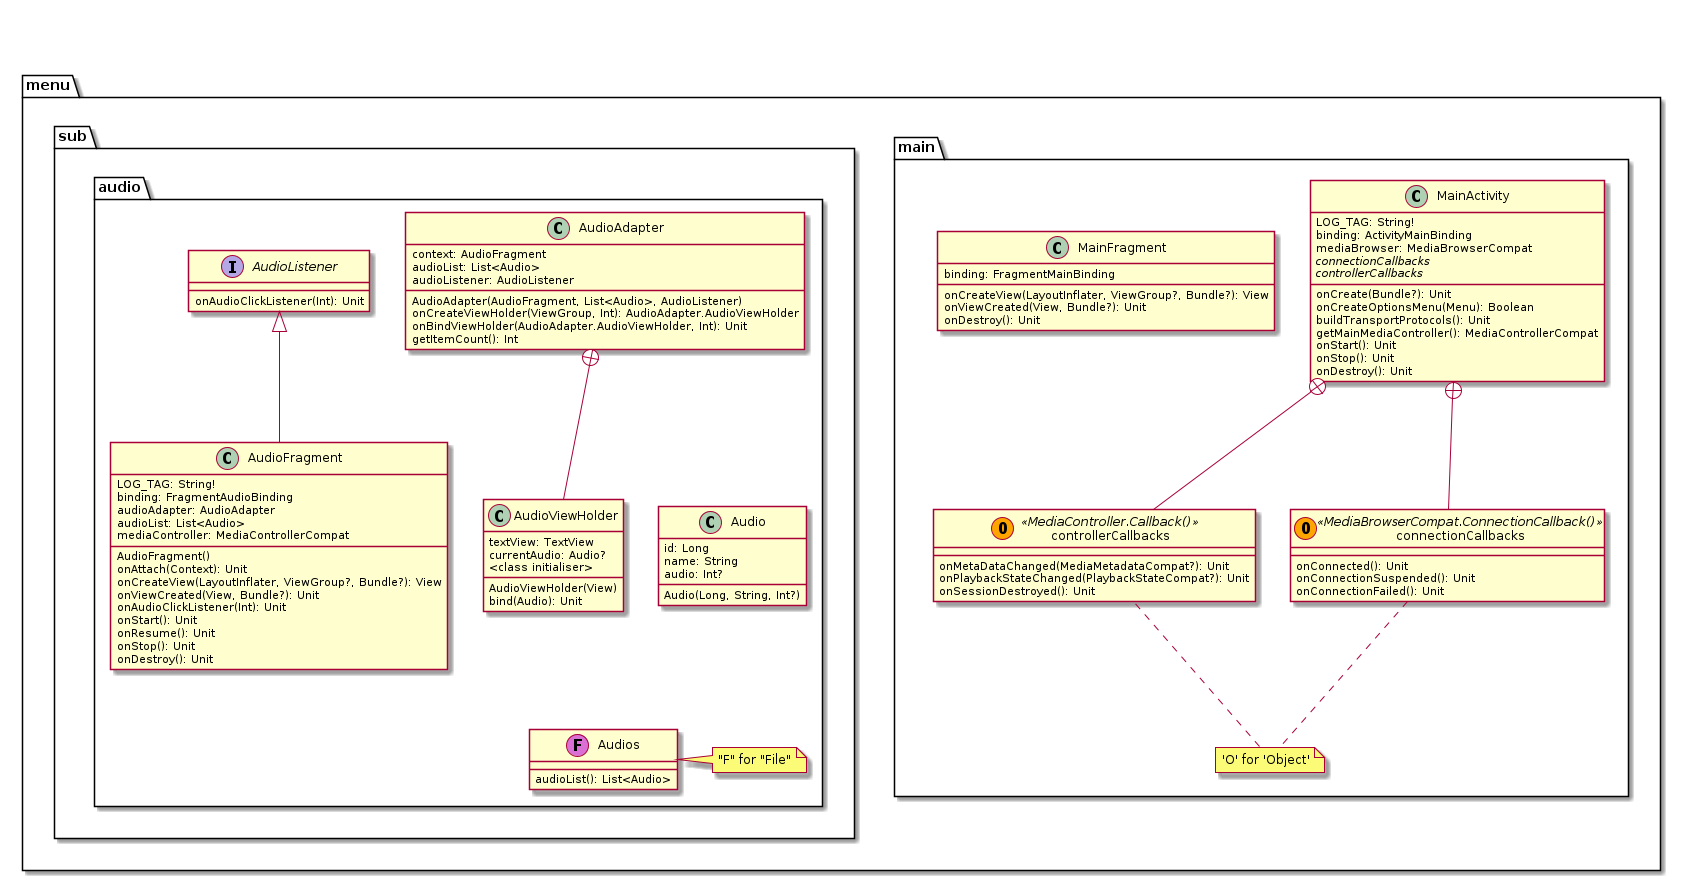 menu
sub
audio
I AudioListener
onAudioClickListener(Int): Unit
C AudioAdapter
context: AudioFragment
audioList: List<Audio>
audioListener: AudioListener
AudioAdapter(AudioFragment, List<Audio>, AudioListener)
onCreateViewHolder(ViewGroup, Int): AudioAdapter.AudioViewHolder
onBindViewHolder(AudioAdapter.AudioViewHolder, Int): Unit
getItemCount(): Int
C AudioFragment
LOG_TAG: String!
binding: FragmentAudioBinding
audioAdapter: AudioAdapter
audioList: List<Audio>
mediaController: MediaControllerCompat
AudioFragment()
onAttach(Context): Unit
onCreateView(LayoutInflater, ViewGroup?, Bundle?): View
onViewCreated(View, Bundle?): Unit
onAudioClickListener(Int): Unit
onStart(): Unit
onResume(): Unit
onStop(): Unit
onDestroy(): Unit
C AudioViewHolder
textView: TextView
currentAudio: Audio?
<class initialiser>
AudioViewHolder(View)
bind(Audio): Unit
C Audio
id: Long
name: String
audio: Int?
Audio(Long, String, Int?)
F Audios
audioList(): List<Audio>
"F" for "File"
main
C MainFragment
binding: FragmentMainBinding
onCreateView(LayoutInflater, ViewGroup?, Bundle?): View
onViewCreated(View, Bundle?): Unit
onDestroy(): Unit
C MainActivity
LOG_TAG: String!
binding: ActivityMainBinding
mediaBrowser: MediaBrowserCompat
connectionCallbacks
controllerCallbacks
onCreate(Bundle?): Unit
onCreateOptionsMenu(Menu): Boolean
buildTransportProtocols(): Unit
getMainMediaController(): MediaControllerCompat
onStart(): Unit
onStop(): Unit
onDestroy(): Unit
O «MediaController.Callback()»
controllerCallbacks
onMetaDataChanged(MediaMetadataCompat?): Unit
onPlaybackStateChanged(PlaybackStateCompat?): Unit
onSessionDestroyed(): Unit
O «MediaBrowserCompat.ConnectionCallback()»
connectionCallbacks
onConnected(): Unit
onConnectionSuspended(): Unit
onConnectionFailed(): Unit
'O' for 'Object'